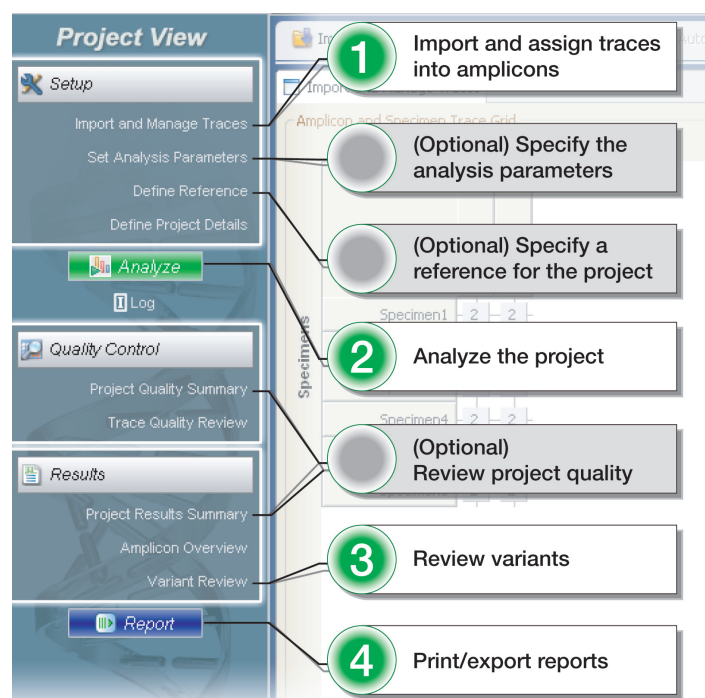 Project View
Setup
Import and Manage Traces
Set Analysis Parameters
Define Reference
Define Project Details
Analyze
Log
Quality Control
Project Quality Summary
Trace Quality Review
Results
Project Results Summary
Amplicon Overview
Variant Review
Report
Amplicon and Specimen Trace Grid
Specimens
Specimen1 2 2
Specimen4 2 2
1
Import and assign traces
into amplicons
(Optional) Specify the
analysis parameters
(Optional) Specify a
reference for the project
2
Analyze the project
(Optional)
Review project quality
3
Review variants
4
Print/export reports